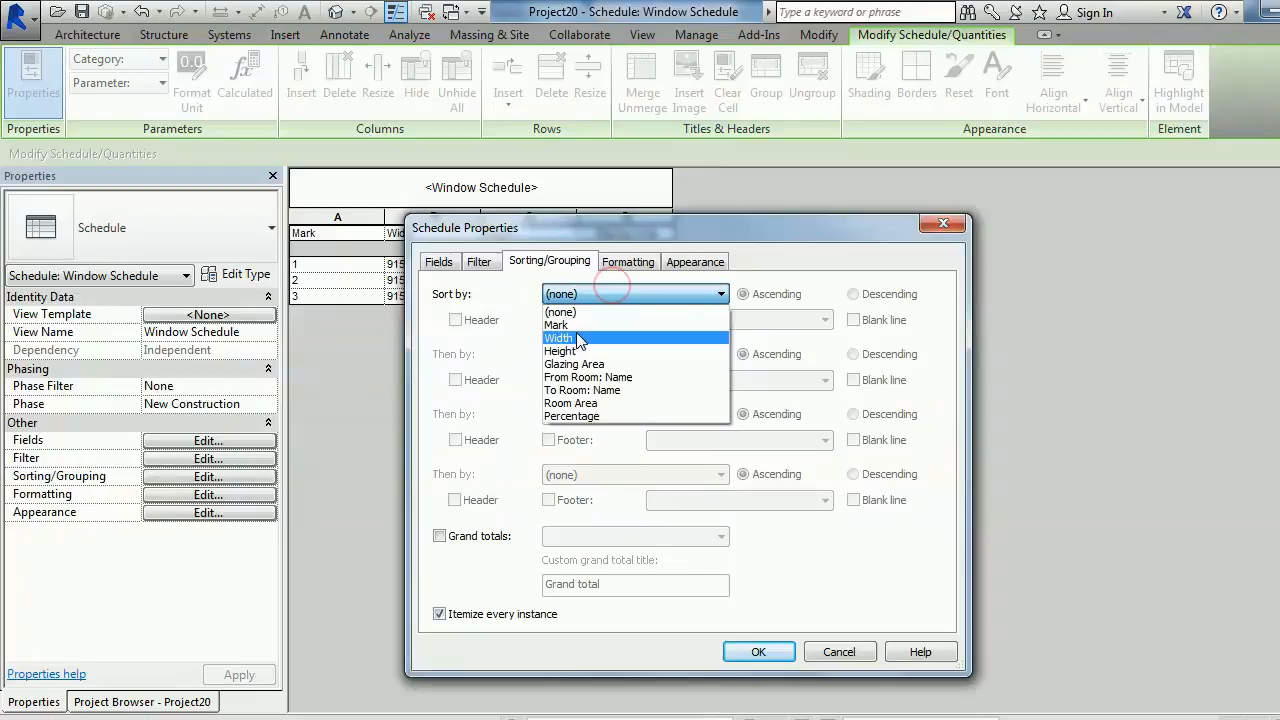 Project20 - Schedule: Window Schedule
Type a keyword or phrase
Sign In
Architecture Structure Systems Insert Annotate Analyze Massing & Site Collaborate View Manage Add-Ins Modify Modify Schedule/Quantities
Properties
Category:
Parameter:
Format Unit
Calculated
Insert Delete Resize Hide Unhide All
Insert Delete Resize
Merge Unmerge Insert Image Clear Cell Group Ungroup
Shading Borders Reset Font Align Horizontal Align Vertical
Highlight in Model
Properties Parameters Columns Rows Titles & Headers Appearance Element
Modify Schedule/Quantities
Properties
Schedule
Schedule: Window Schedule
Edit Type
Identity Data
View Template <None>
View Name Window Schedule
Dependency Independent
Phasing
Phase Filter None
Phase New Construction
Other
Fields Edit...
Filter Edit...
Sorting/Grouping Edit...
Formatting Edit...
Appearance Edit...
Properties help
Apply
Properties Project Browser - Project20
<Window Schedule>
A
Mark
1 915
2 915
3 915
Schedule Properties
Fields Filter Sorting/Grouping Formatting Appearance
Sort by: (none) Ascending Descending
(none)
Mark
Width
Height
Glazing Area
From Room: Name
To Room: Name
Room Area
Percentage
Header Blank line
Then by: Ascending Descending
Header Blank line
Then by: Ascending Descending
Header Footer: Blank line
Then by: (none) Ascending Descending
Header Footer: Blank line
Grand totals:
Custom grand total title:
Grand total
Itemize every instance
OK Cancel Help